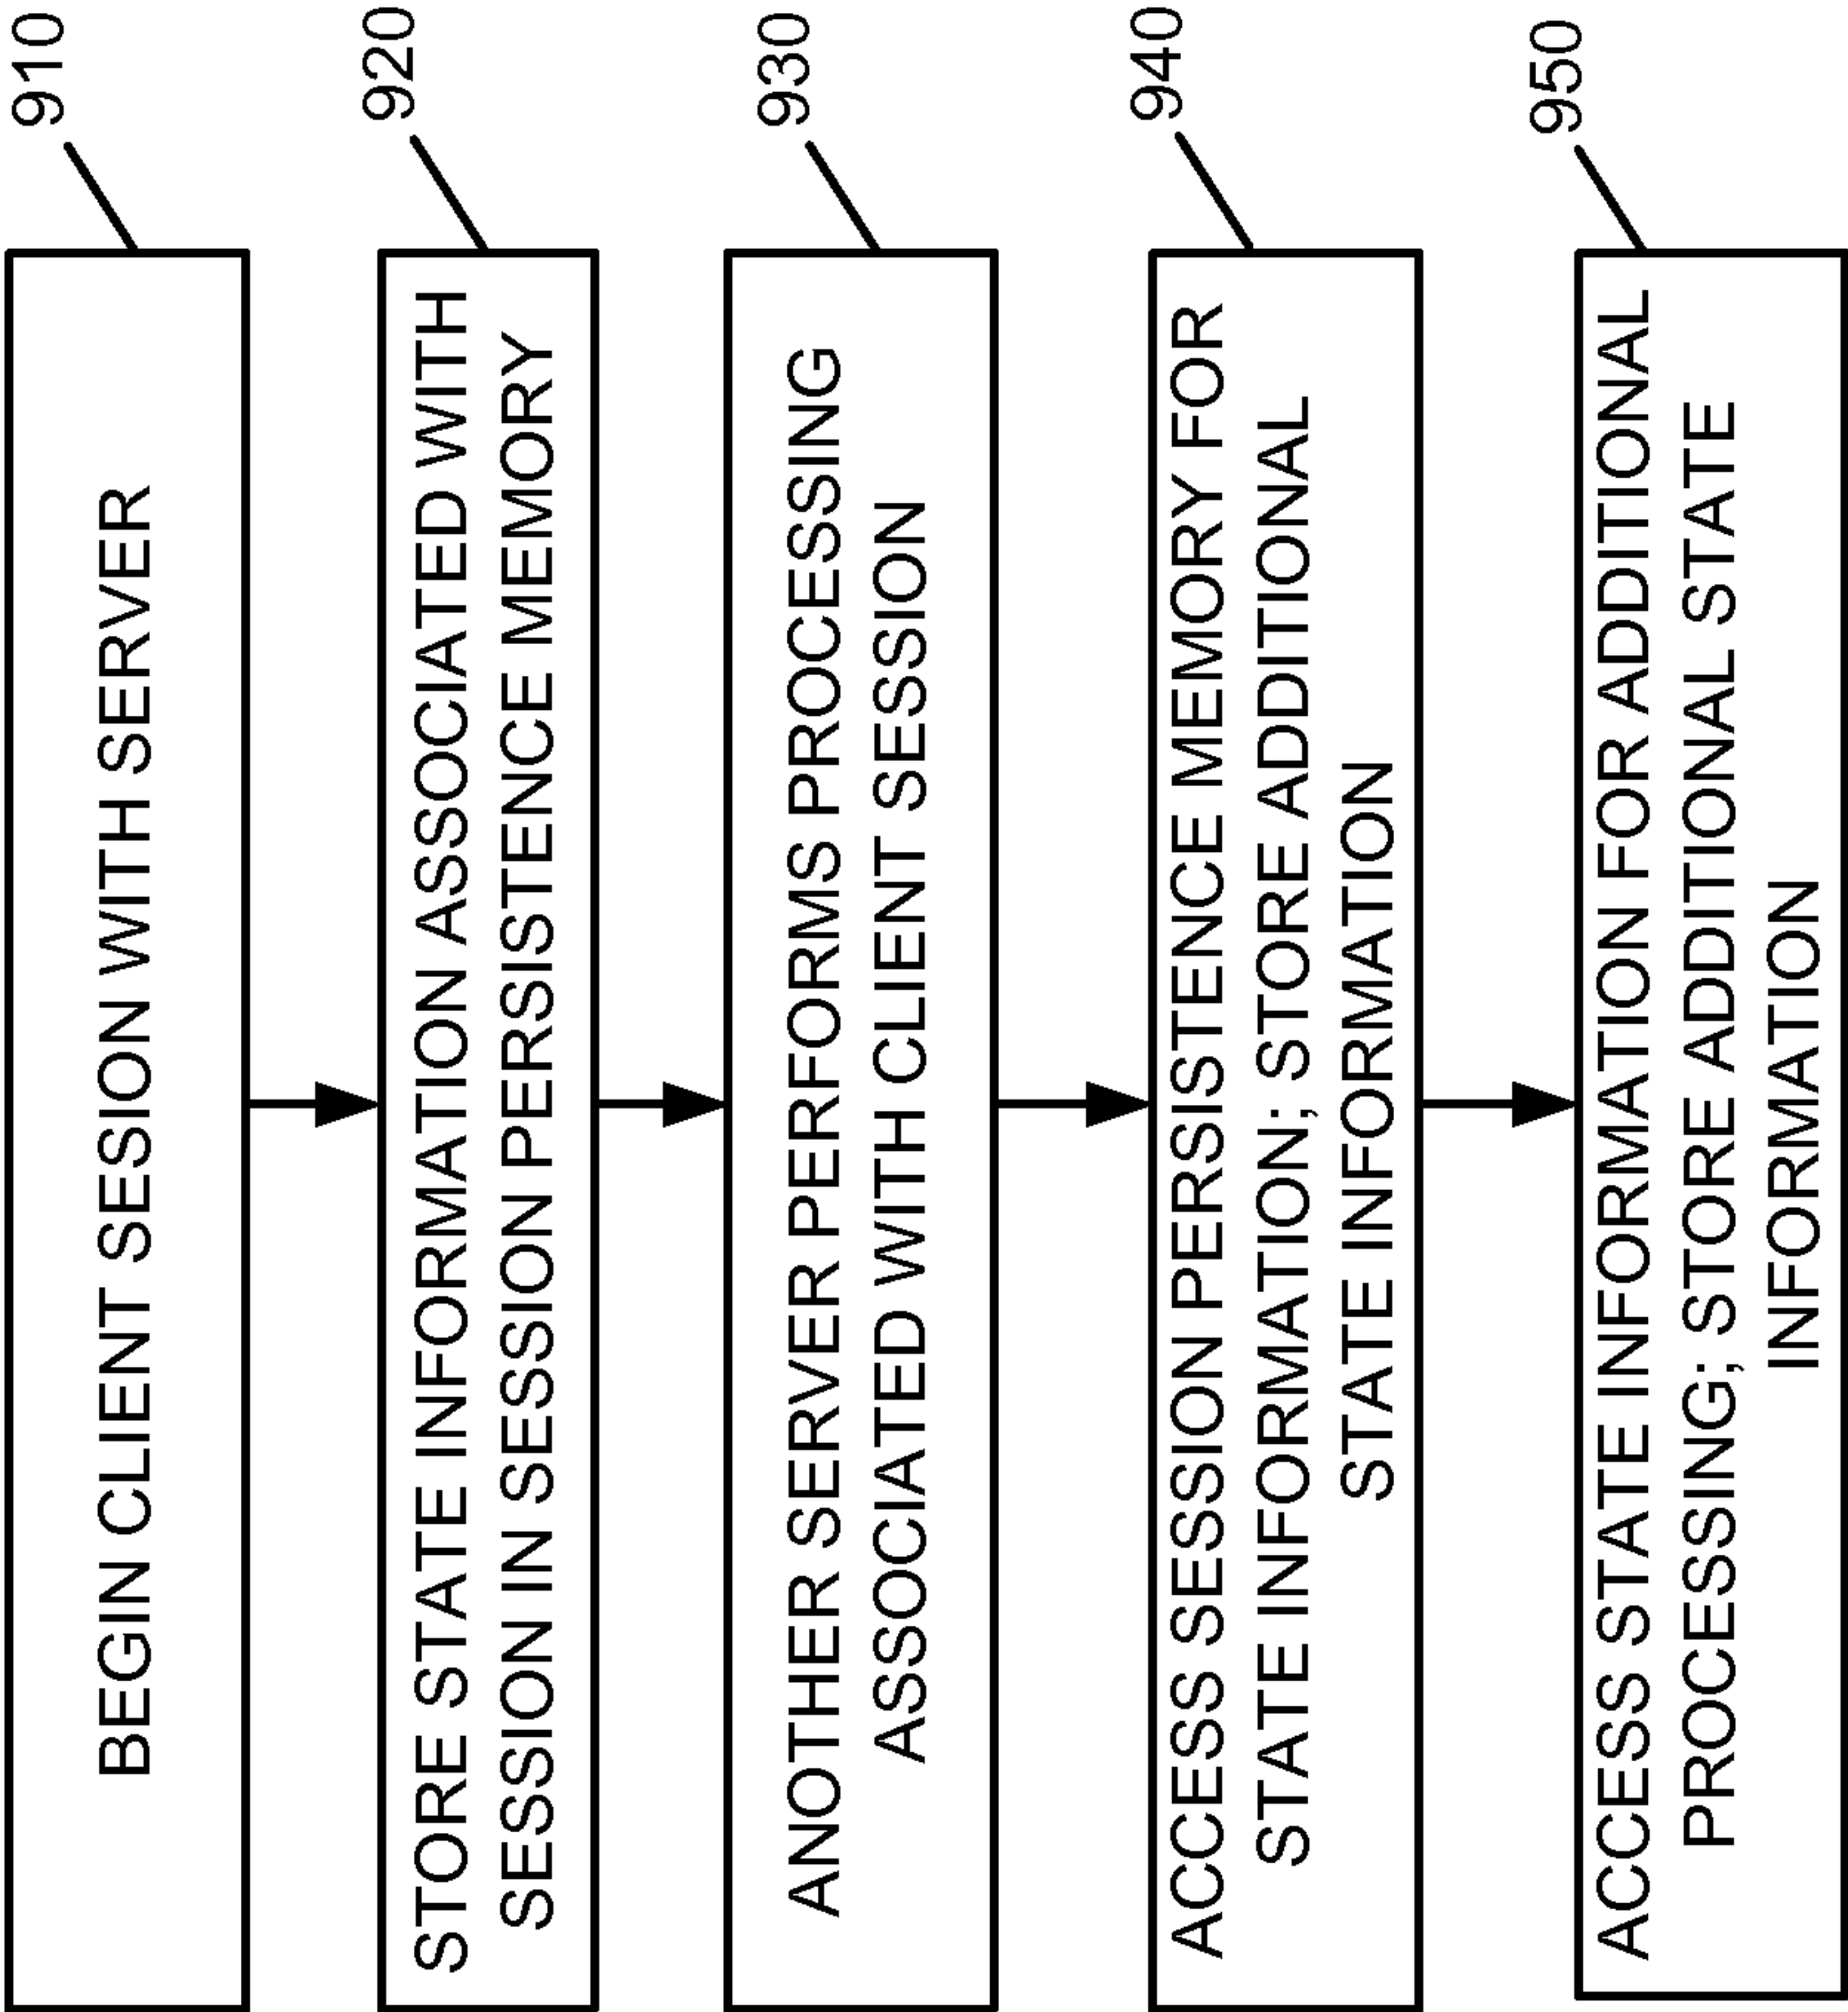 BEGIN CLIENT SESSION WITH SERVER
910
STORE STATE INFORMATION ASSOCIATED WITH
SESSION IN SESSION PERSISTENCE MEMORY
920
ANOTHER SERVER PERFORMS PROCESSING
ASSOCIATED WITH CLIENT SESSION
930
ACCESS SESSION PERSISTENCE MEMORY FOR
STATE INFORMATION; STORE ADDITIONAL
STATE INFORMATION
940
ACCESS STATE INFORMATION FOR ADDITIONAL
PROCESSING; STORE ADDITIONAL STATE
INFORMATION
950